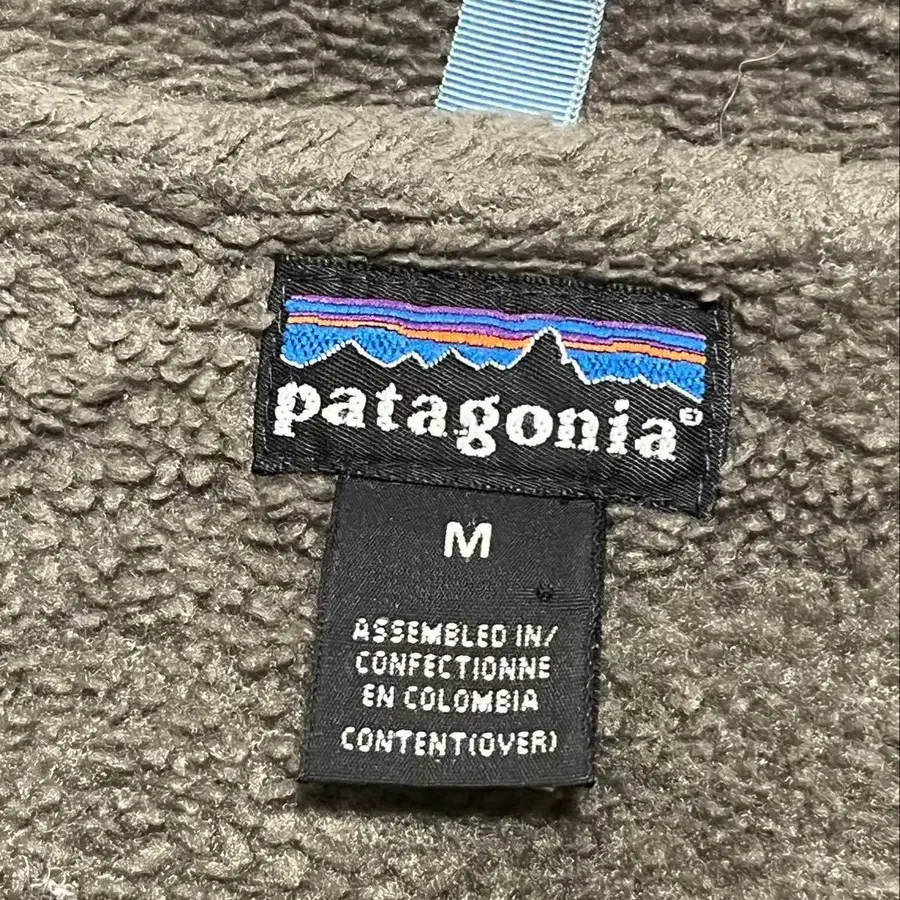 patagonia®
M
ASSEMBLED IN/
CONFECTIONNE
EN COLOMBIA
CONTENT(OVER)